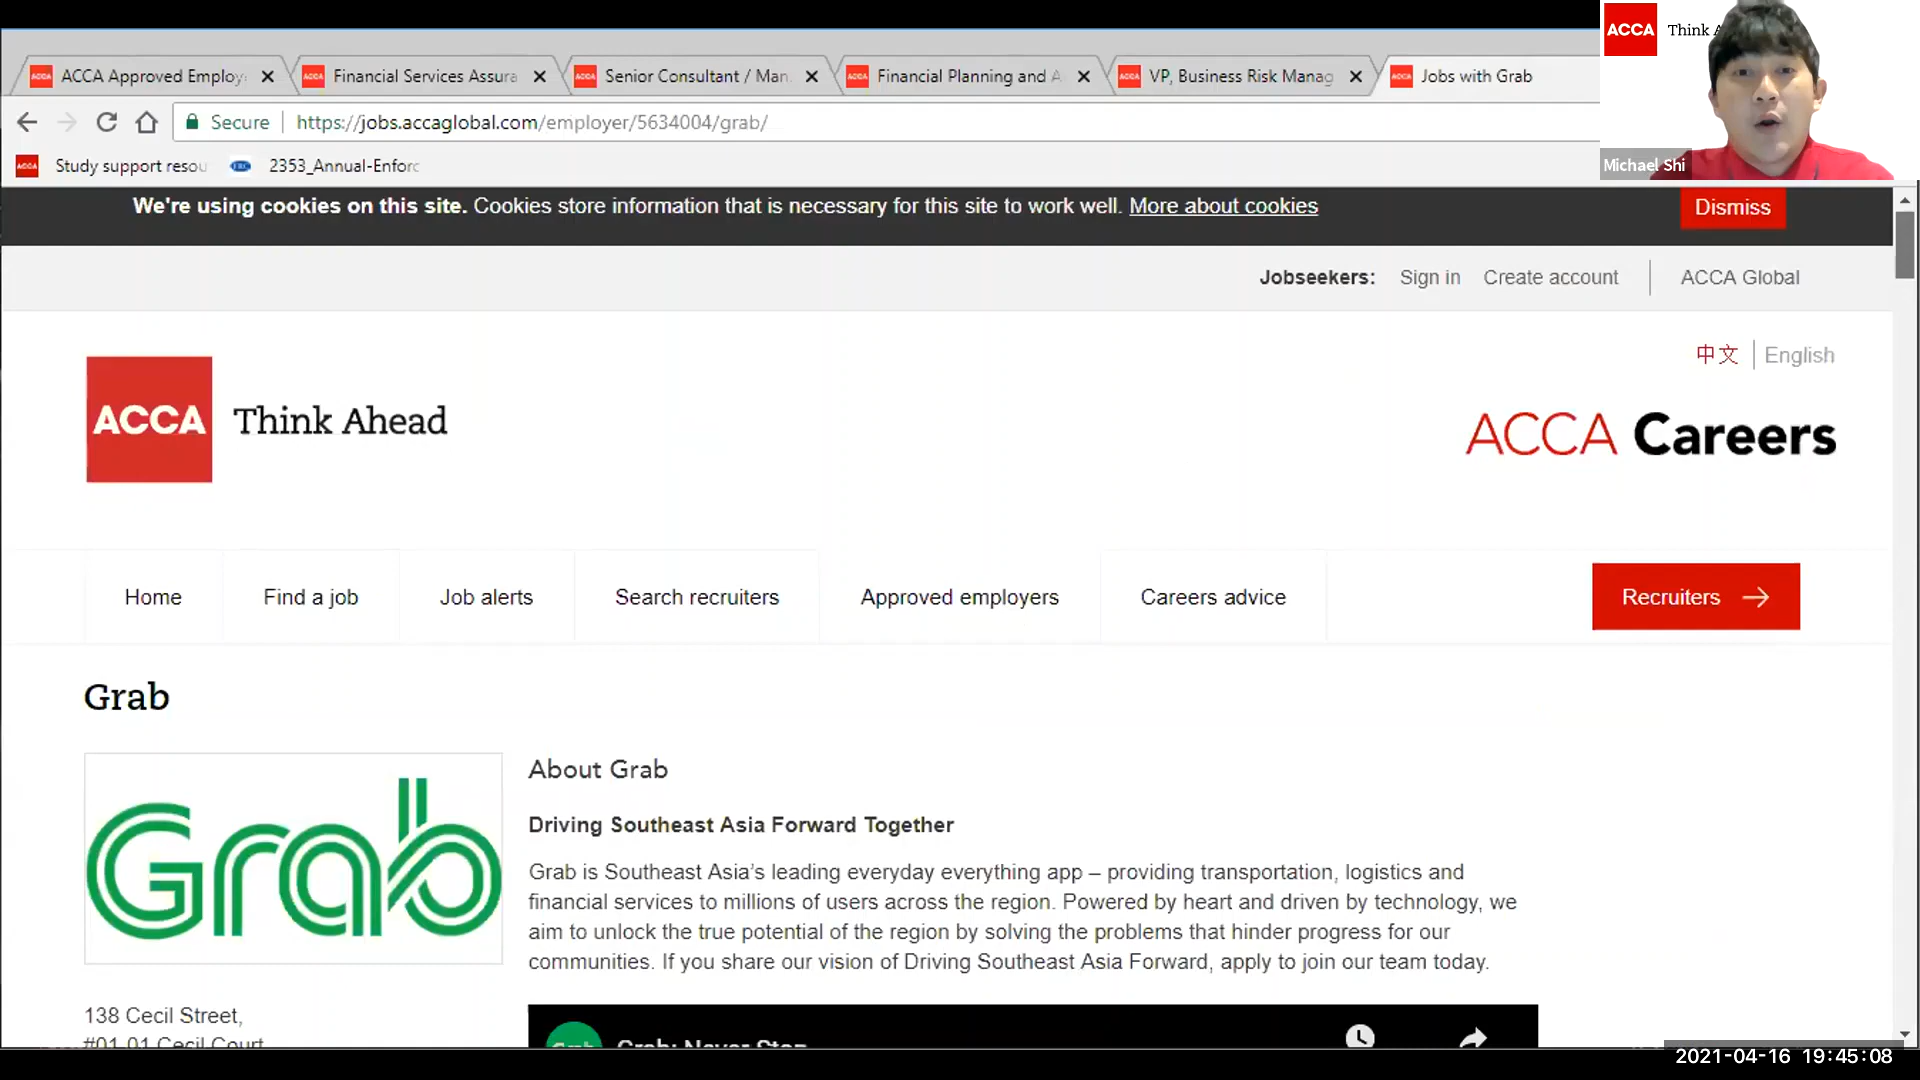 ACCA Think A
ACCA ACCA Approved Employ
ACCA Financial Services Assura
ACCA Senior Consultant / Man
ACCA Financial Planning and A
ACCA VP, Business Risk Manag
ACCA Jobs with Grab
Secure https://jobs.accaglobal.com/employer/5634004/grab/
ACCA Study support resou 2353_Annual-Enforc
Michael Shi
We're using cookies on this site. Cookies store information that is necessary for this site to work well. More about cookies
Dismiss
Jobseekers: Sign in Create account ACCA Global
中文 English
ACCA Think Ahead
ACCA Careers
Home Find a job Job alerts Search recruiters Approved employers Careers advice Recruiters
Grab
Grab
About Grab
Driving Southeast Asia Forward Together
Grab is Southeast Asia’s leading everyday everything app – providing transportation, logistics and
financial services to millions of users across the region. Powered by heart and driven by technology, we
aim to unlock the true potential of the region by solving the problems that hinder progress for our
communities. If you share our vision of Driving Southeast Asia Forward, apply to join our team today.
138 Cecil Street,
#01-01 Cecil Court
Grab Grab: Never Stop
2021-04-16 19:45:08